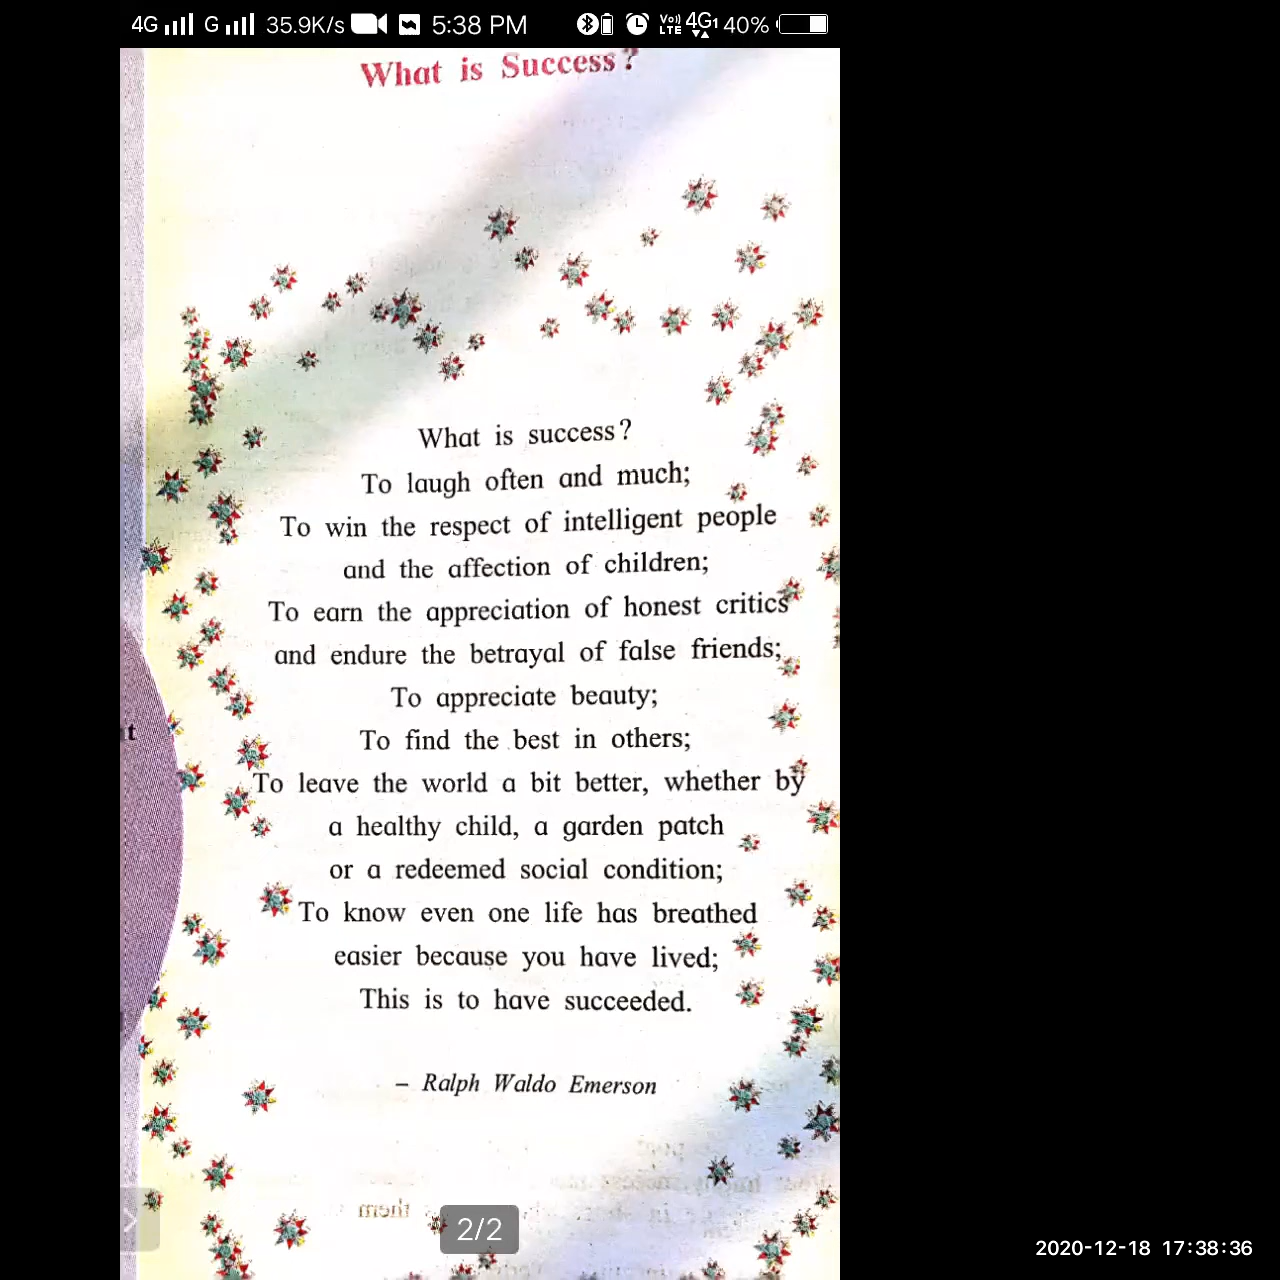 4G G 35.9K/s 5:38 PM VoLTE 4G1 40%
What is Success?
What is success?
To laugh often and much;
To win the respect of intelligent people
and the affection of children;
To earn the appreciation of honest critics
and endure the betrayal of false friends;
To appreciate beauty;
To find the best in others;
t
To leave the world a bit better, whether by
a healthy child, a garden patch
or a redeemed social condition;
To know even one life has breathed
easier because you have lived;
This is to have succeeded.
– Ralph Waldo Emerson
2/2
2020-12-18 17:38:36